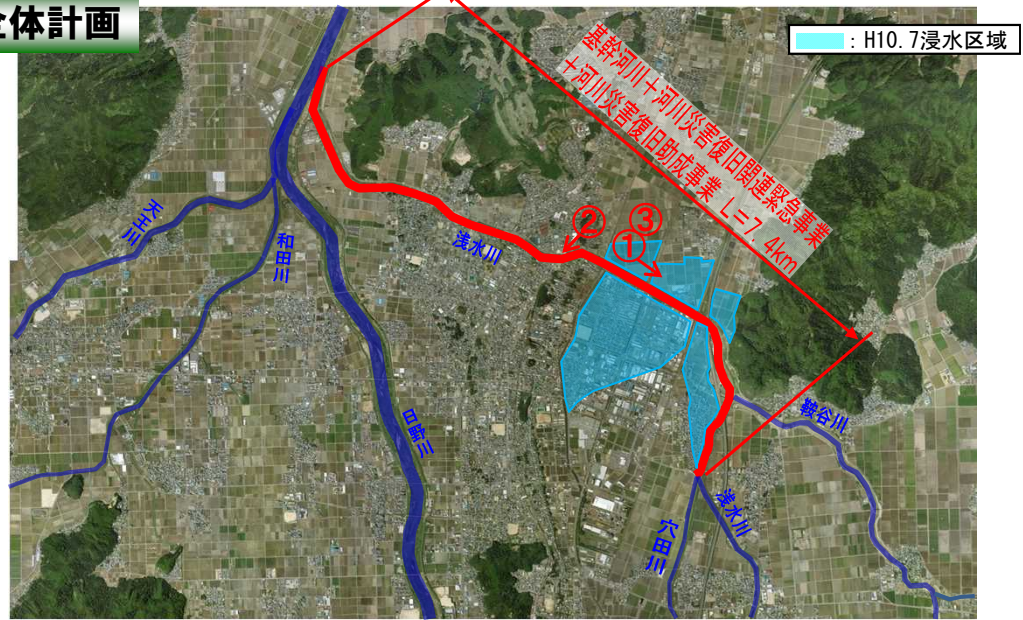 全体計画
：H10.7浸水区域
基幹河川＋河川災害復旧関連緊急事業
＋河川災害復旧助成事業 L=7.4km
天王川
和田川
浅水川
②
③
①
日野川
鞍谷川
浅水川
穴田川